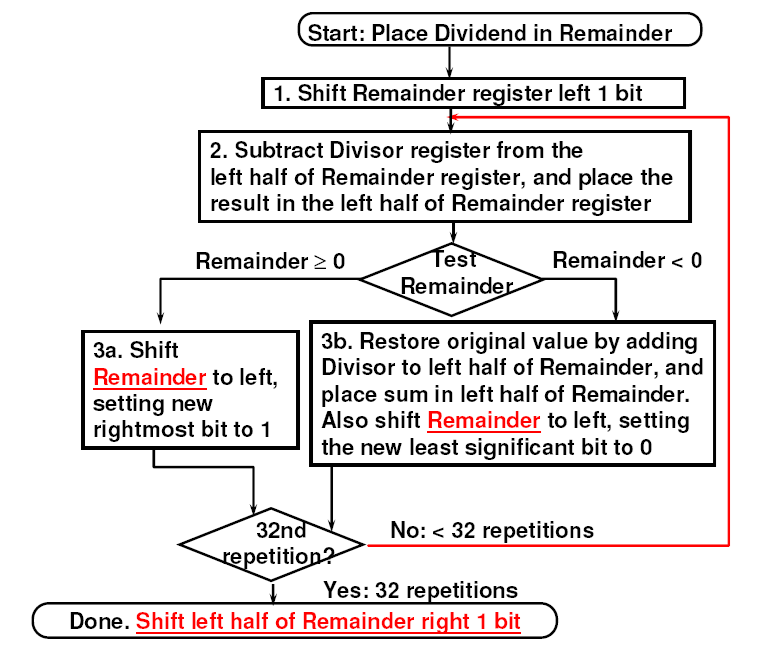 Start: Place Dividend in Remainder
1. Shift Remainder register left 1 bit
2. Subtract Divisor register from the
left half of Remainder register, and place the
result in the left half of Remainder register
Remainder ≥ 0
Test
Remainder
Remainder < 0
3a. Shift
Remainder to left,
setting new
rightmost bit to 1
3b. Restore original value by adding
Divisor to left half of Remainder, and
place sum in left half of Remainder.
Also shift Remainder to left, setting
the new least significant bit to 0
32nd
repetition?
No: < 32 repetitions
Yes: 32 repetitions
Done. Shift left half of Remainder right 1 bit